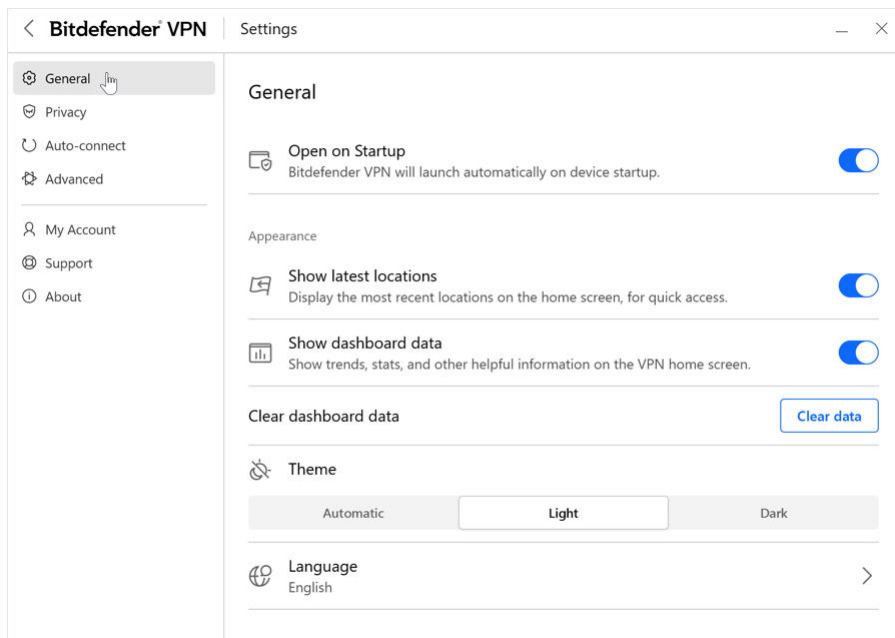 Bitdefender® VPN Settings
General
Privacy
Auto-connect
Advanced
My Account
Support
About
General
Open on Startup
Bitdefender VPN will launch automatically on device startup.
Appearance
Show latest locations
Display the most recent locations on the home screen, for quick access.
Show dashboard data
Show trends, stats, and other helpful information on the VPN home screen.
Clear dashboard data Clear data
Theme
Automatic Light Dark
Language
English